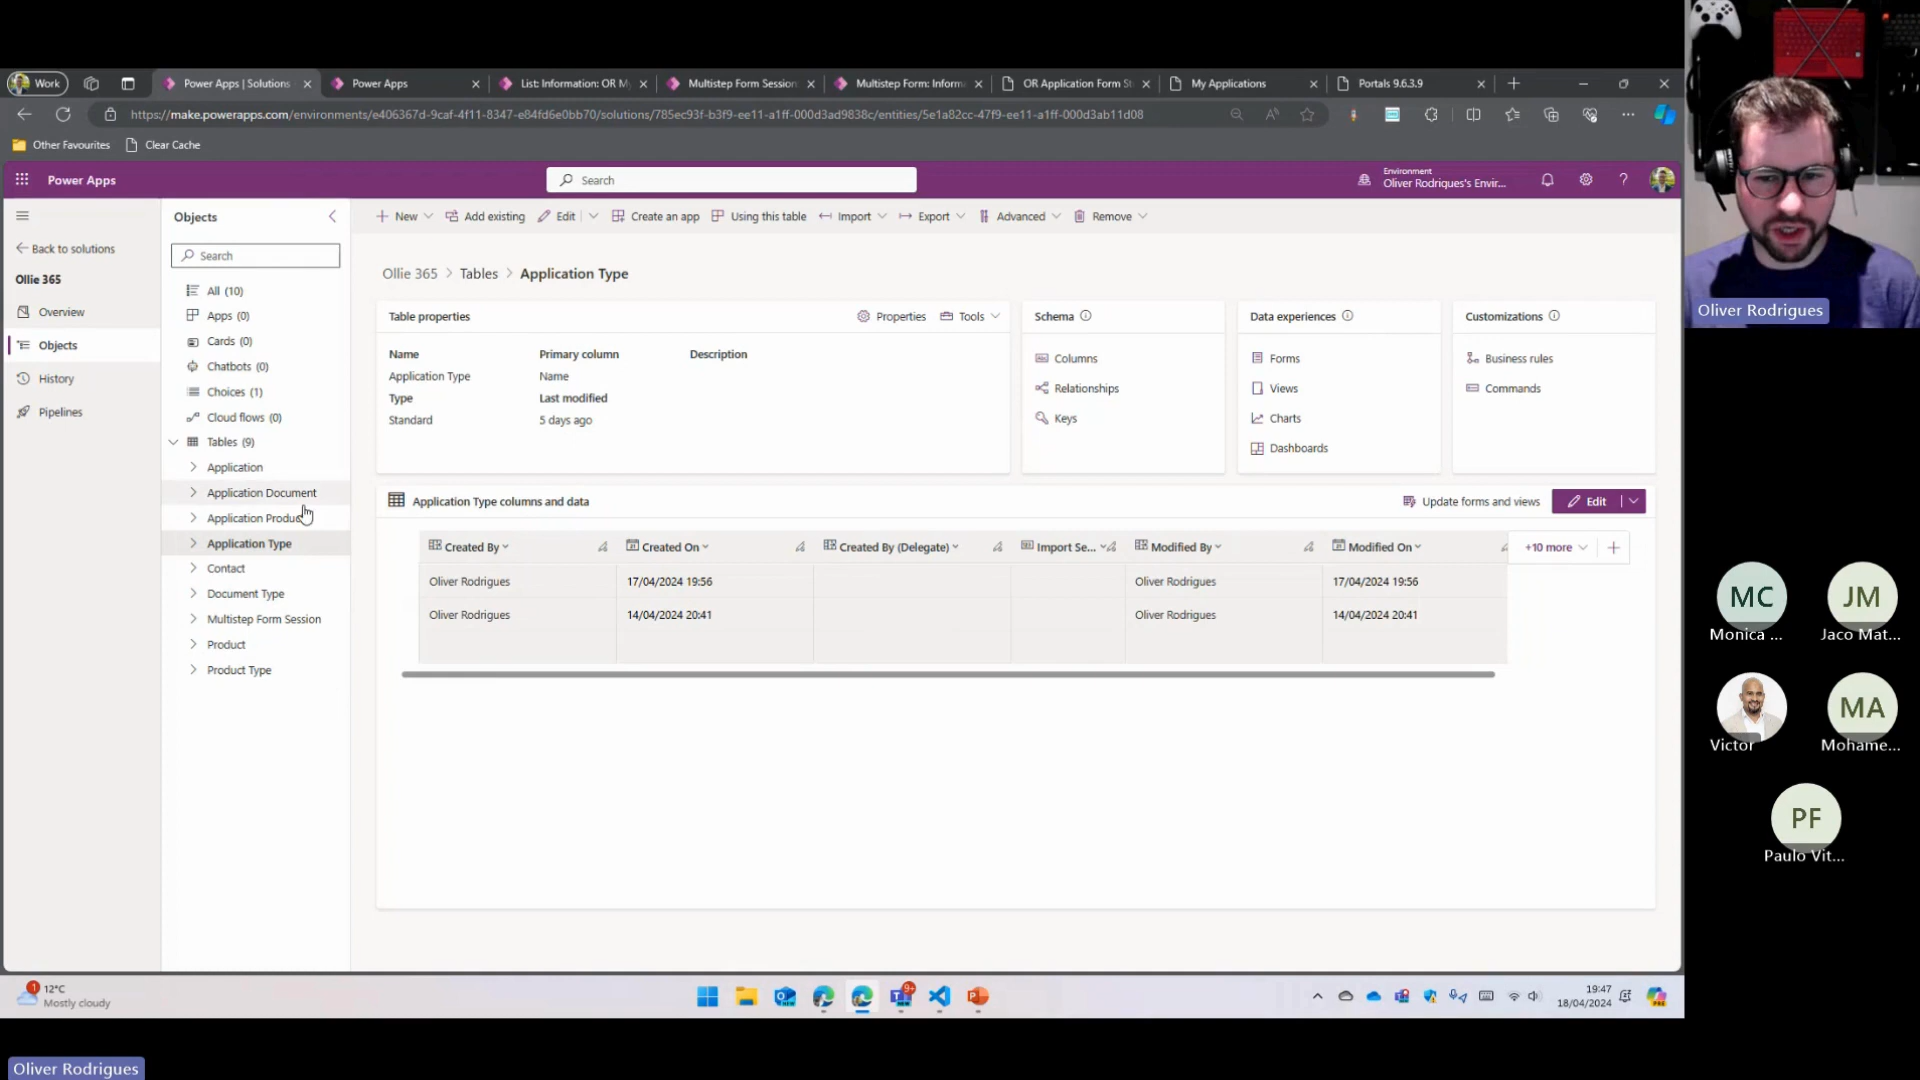 Work
Power Apps | Solutions
Power Apps
List: Information: OR M
Multistep Form Session
Multistep Form: Inform
OR Application Form St
My Applications
Portals 9.6.3.9
https://make.powerapps.com/environments/e406367d-9caf-4f11-8347-e84fd6e0bb70/solutions/785ec93f-b3f9-ee11-a1ff-000d3ad9838c/entities/5e1a82cc-47f9-ee11-a1ff-000d3ab11d08
Other Favourites
Clear Cache
Power Apps
Search
Environment
Oliver Rodrigues's Envir...
Objects
Search
Back to solutions
Ollie 365
Overview
Objects
History
Pipelines
All (10)
Apps (0)
Cards (0)
Chatbots (0)
Choices (1)
Cloud flows (0)
Tables (9)
Application
Application Document
Application Produc
Application Type
Contact
Document Type
Multistep Form Session
Product
Product Type
New
Add existing
Edit
Create an app
Using this table
Import
Export
Advanced
Remove
Ollie 365 > Tables > Application Type
Table properties
Properties
Tools
Name
Primary column
Description
Application Type
Name
Type
Last modified
Standard
5 days ago
Schema
Columns
Relationships
Keys
Data experiences
Forms
Views
Charts
Dashboards
Customizations
Business rules
Commands
Application Type columns and data
Update forms and views
Edit
Created By
Created On
Created By (Delegate)
Import Se...
Modified By
Modified On
+10 more
Oliver Rodrigues
17/04/2024 19:56
Oliver Rodrigues
17/04/2024 19:56
Oliver Rodrigues
14/04/2024 20:41
Oliver Rodrigues
14/04/2024 20:41
Oliver Rodrigues
MC
Monica ...
JM
Jaco Mat...
Victor
MA
Mohame...
PF
Paulo Vit...
1
12°C
Mostly cloudy
9+
19:47
18/04/2024
PRE
Oliver Rodrigues